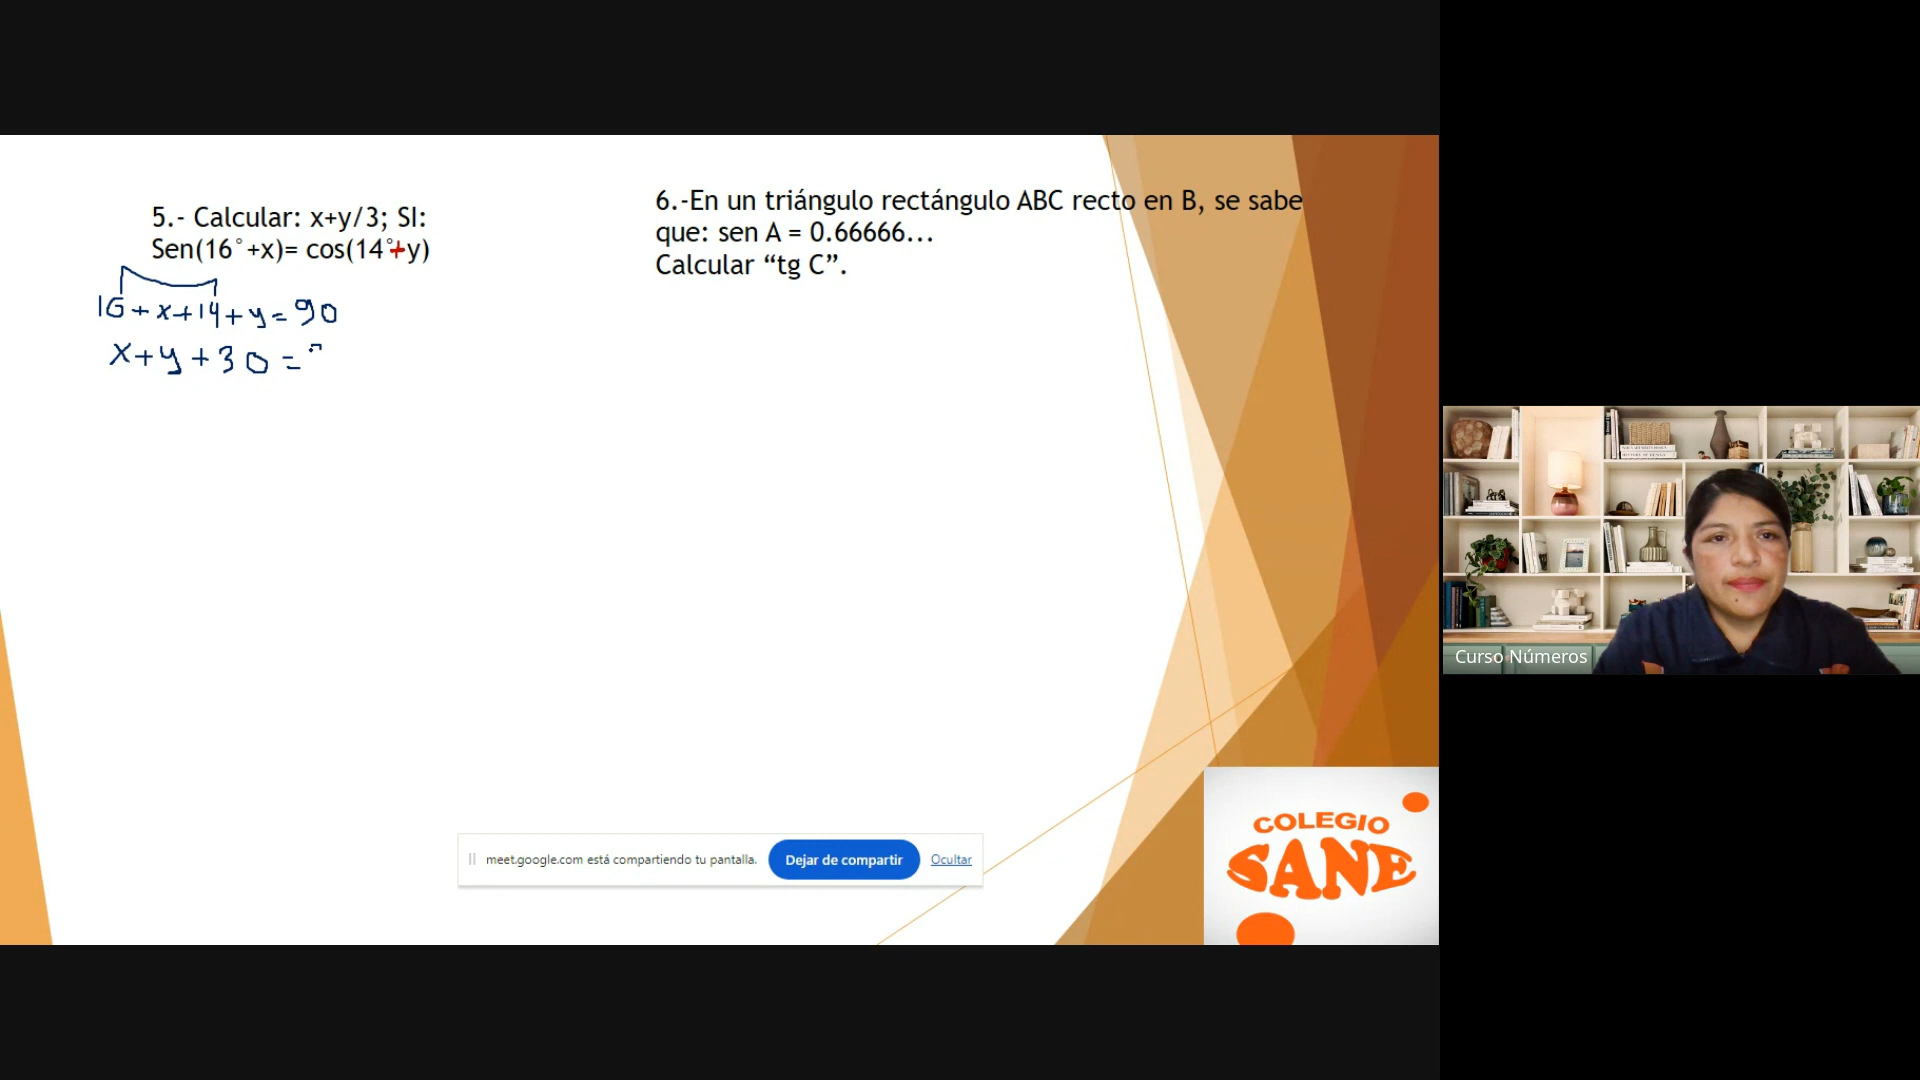 5.- Calcular: x+y/3; SI:
Sen(16°+x)= cos(14°+y)
16+x+14+y=90
x+y+30=
6.-En un triángulo rectángulo ABC recto en B, se sabe
que: sen A = 0.66666...
Calcular “tg C”.
meet.google.com está compartiendo tu pantalla.
Dejar de compartir
Ocultar
COLEGIO
SANE
Curso Números